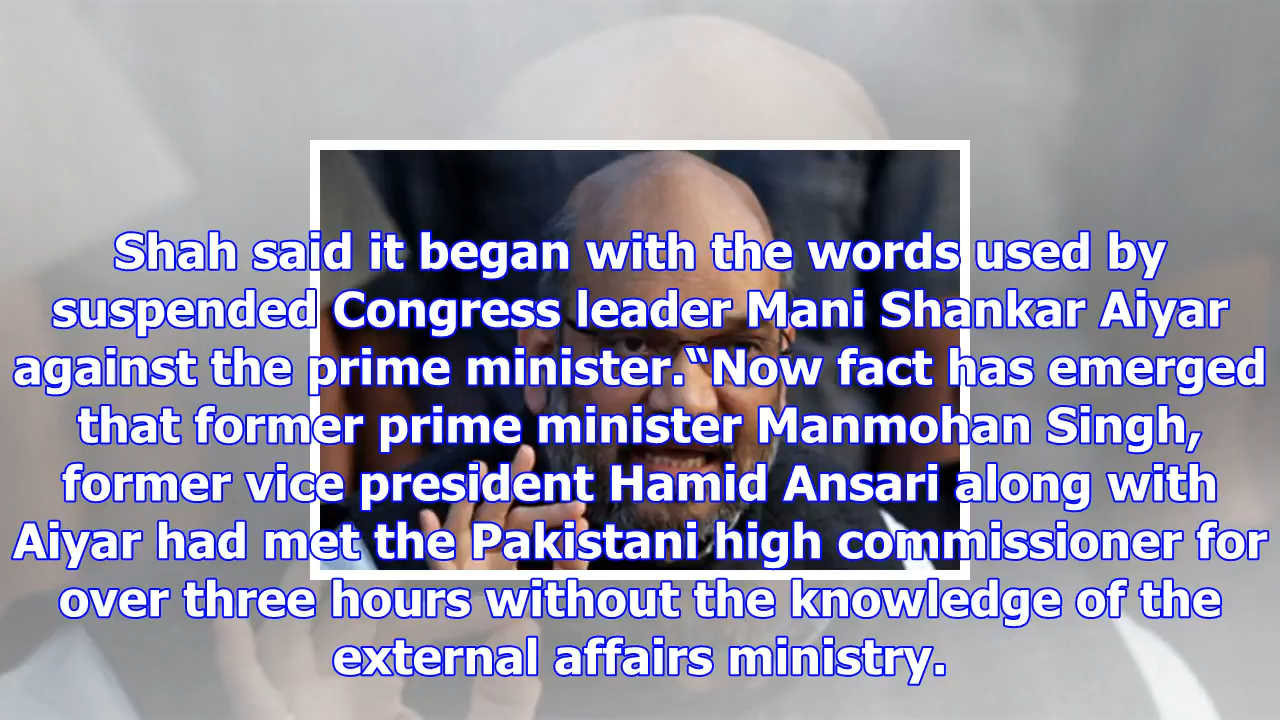 Shah said it began with the words used by
suspended Congress leader Mani Shankar Aiyar
against the prime minister.“Now fact has emerged
that former prime minister Manmohan Singh,
former vice president Hamid Ansari along with
Aiyar had met the Pakistani high commissioner for
over three hours without the knowledge of the
external affairs ministry.